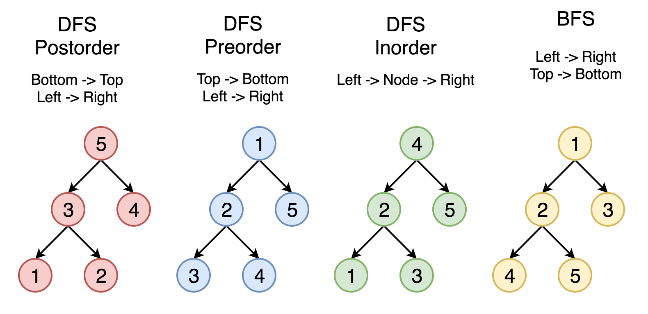 DFS
Postorder
Bottom -> Top
Left -> Right
5
3
4
1
2
DFS
Preorder
Top -> Bottom
Left -> Right
1
2
5
3
4
DFS
Inorder
Left -> Node -> Right
4
2
5
1
3
BFS
Left -> Right
Top -> Bottom
1
2
3
4
5